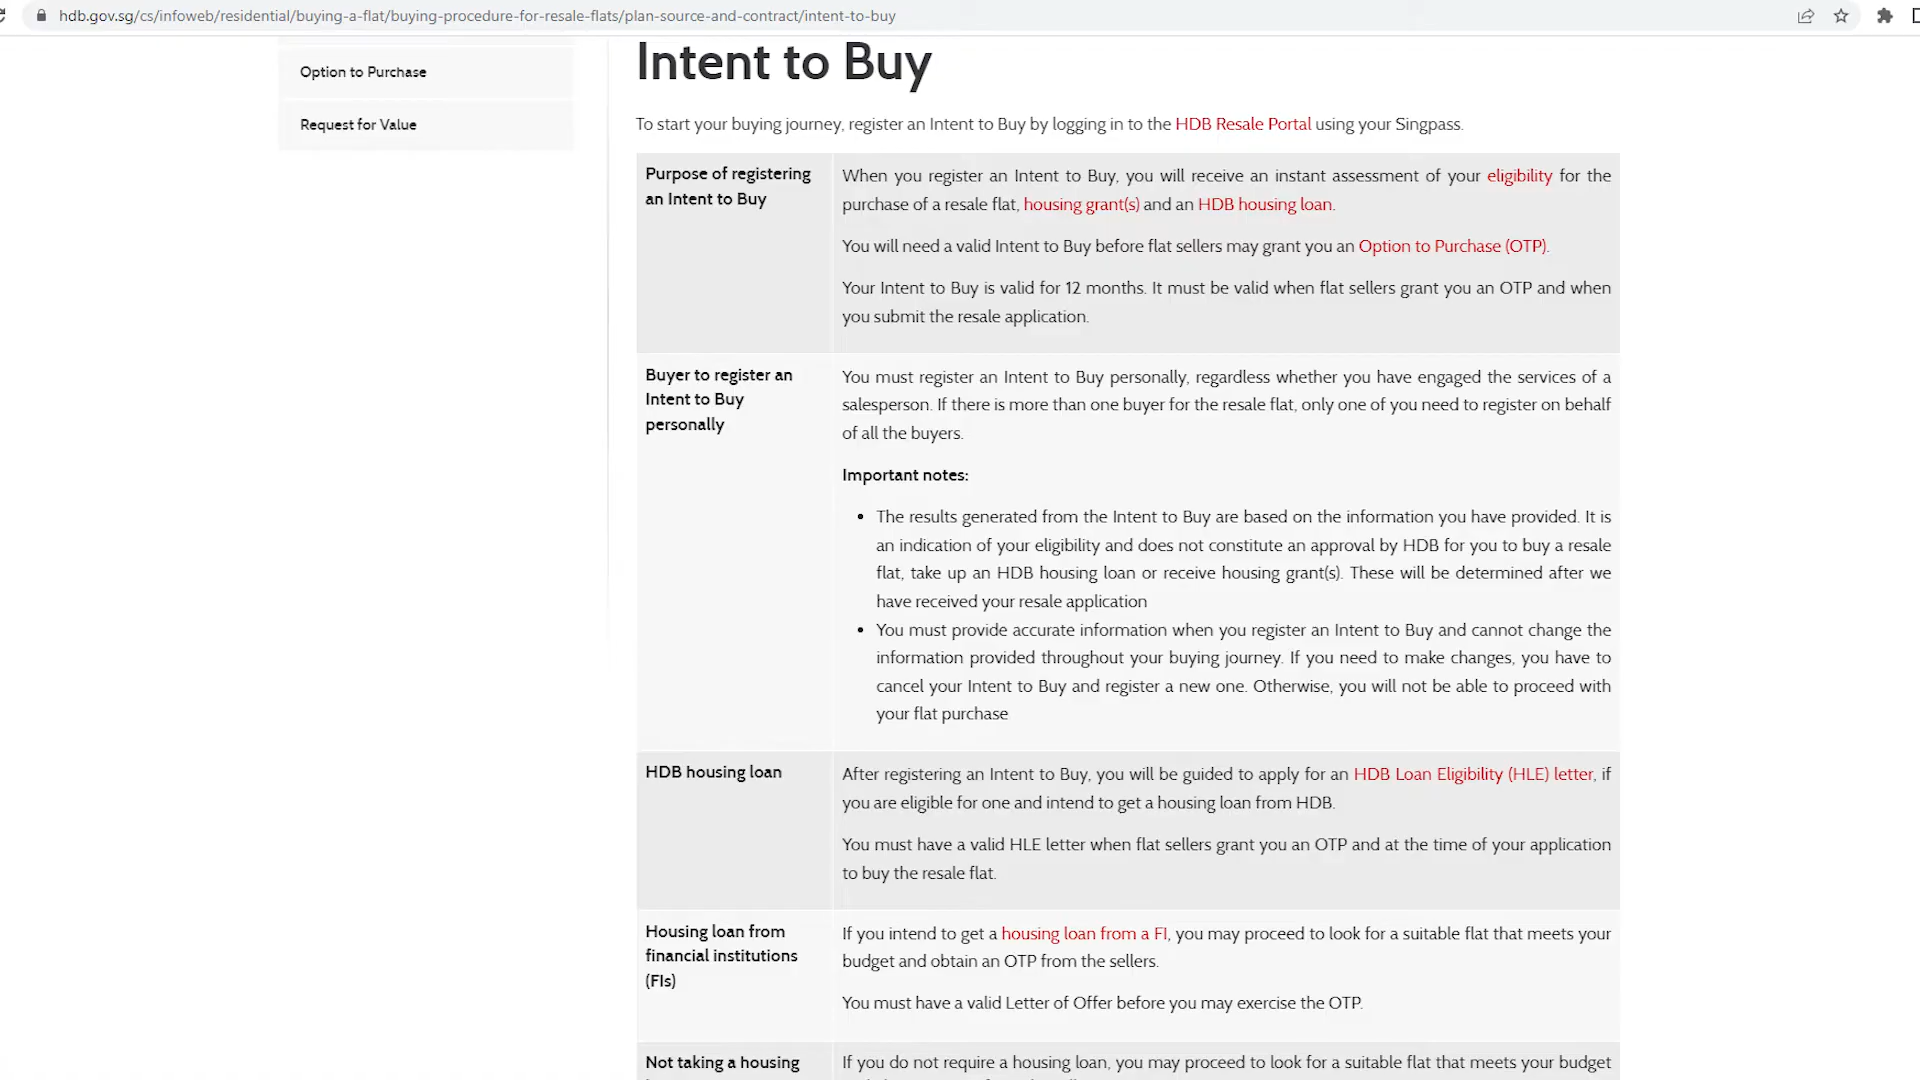 hdb.gov.sg/cs/infoweb/residential/buying-a-flat/buying-procedure-for-resale-flats/plan-source-and-contract/intent-to-buy
Option to Purchase
Request for Value
Intent to Buy
To start your buying journey, register an Intent to Buy by logging in to the HDB Resale Portal using your Singpass.
Purpose of registering
an Intent to Buy
When you register an Intent to Buy, you will receive an instant assessment of your eligibility for the
purchase of a resale flat, housing grant(s) and an HDB housing loan.
You will need a valid Intent to Buy before flat sellers may grant you an Option to Purchase (OTP).
Your Intent to Buy is valid for 12 months. It must be valid when flat sellers grant you an OTP and when
you submit the resale application.
Buyer to register an
Intent to Buy
personally
You must register an Intent to Buy personally, regardless whether you have engaged the services of a
salesperson. If there is more than one buyer for the resale flat, only one of you need to register on behalf
of all the buyers.
Important notes:
• The results generated from the Intent to Buy are based on the information you have provided. It is
an indication of your eligibility and does not constitute an approval by HDB for you to buy a resale
flat, take up an HDB housing loan or receive housing grant(s). These will be determined after we
have received your resale application
• You must provide accurate information when you register an Intent to Buy and cannot change the
information provided throughout your buying journey. If you need to make changes, you have to
cancel your Intent to Buy and register a new one. Otherwise, you will not be able to proceed with
your flat purchase
HDB housing loan
After registering an Intent to Buy, you will be guided to apply for an HDB Loan Eligibility (HLE) letter, if
you are eligible for one and intend to get a housing loan from HDB.
You must have a valid HLE letter when flat sellers grant you an OTP and at the time of your application
to buy the resale flat.
Housing loan from
financial institutions
(FIs)
If you intend to get a housing loan from a FI, you may proceed to look for a suitable flat that meets your
budget and obtain an OTP from the sellers.
You must have a valid Letter of Offer before you may exercise the OTP.
Not taking a housing
If you do not require a housing loan, you may proceed to look for a suitable flat that meets your budget